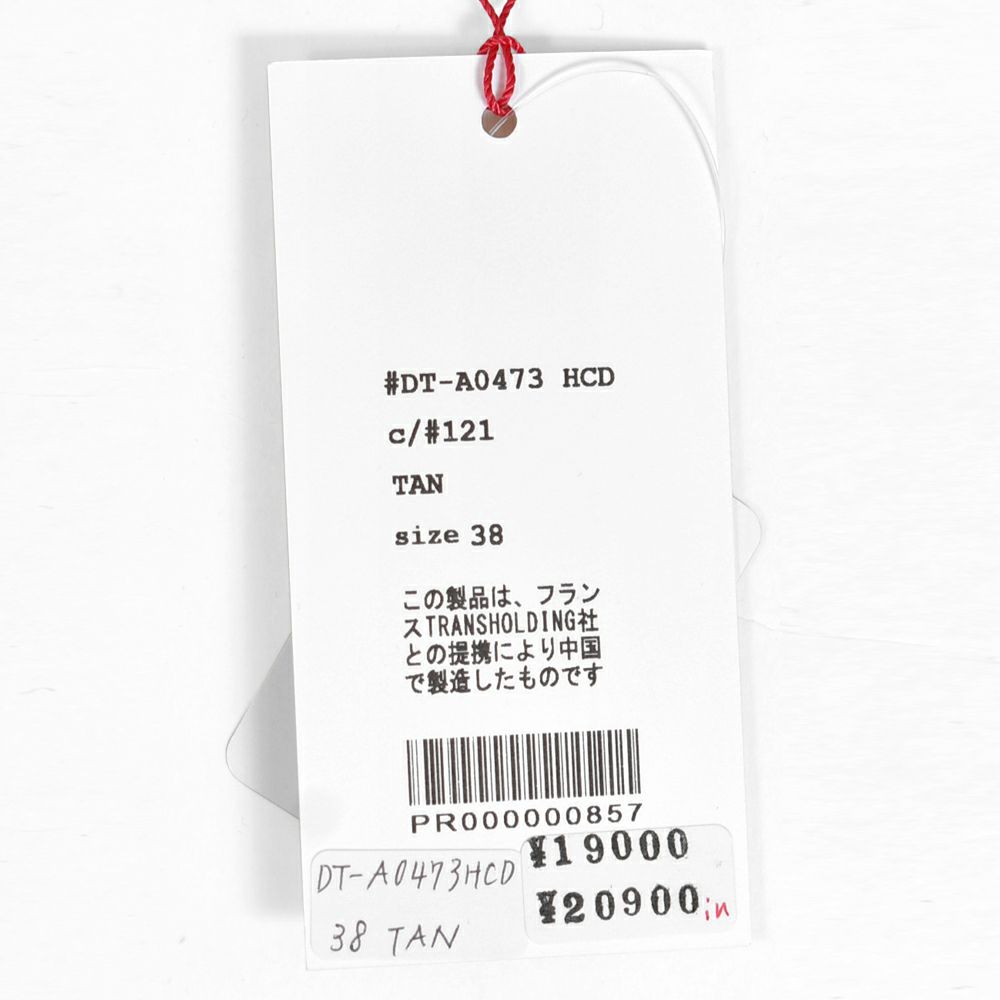 #DT-A0473 HCD
c/#121
TAN
size 38
この製品は、フラン
スTRANSHOLDING社
との提携により中国
で製造したものです
PR000000857
¥19000
¥20900in
DT-A0473HCD
38 TAN